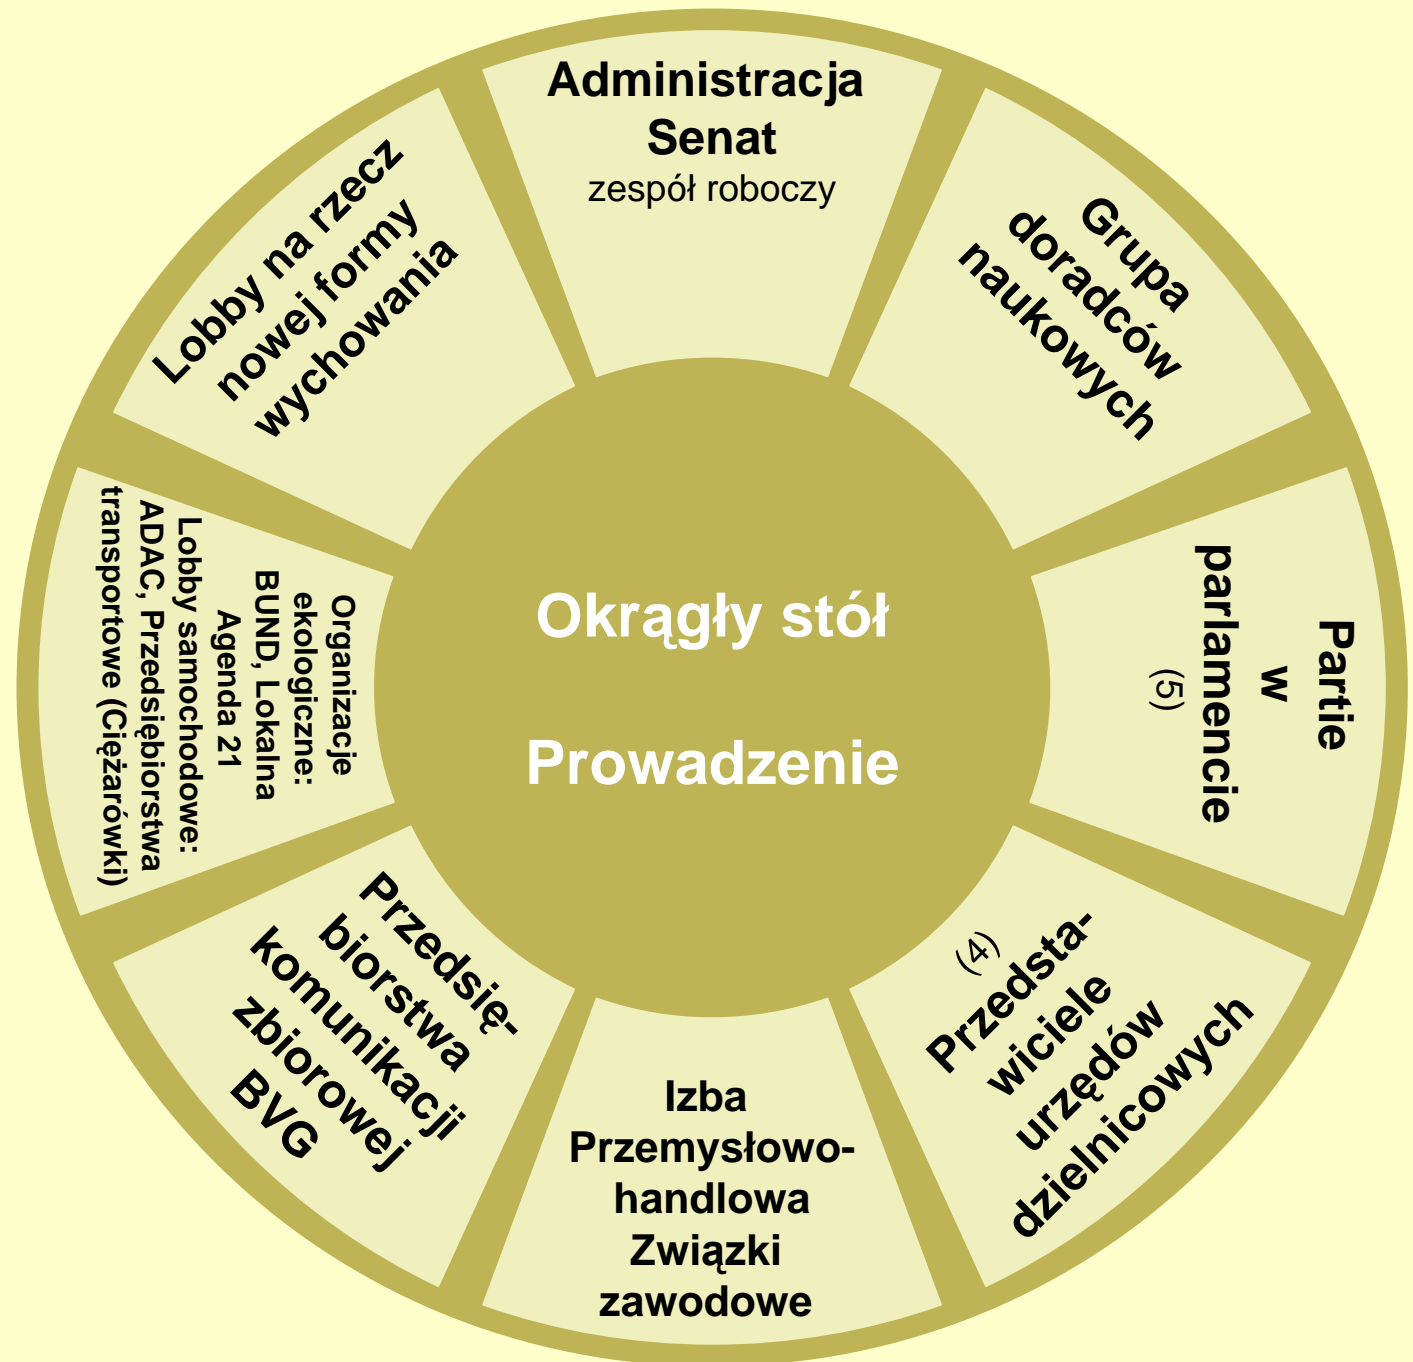 Administracja
Senat
zespół roboczy
Grupa
doradców
naukowych
Partie
w
parlamencie
(5)
(4)
Przedsta-
wiciele
urzędów
dzielnicowych
Izba
Przemysłowo-
handlowa
Związki
zawodowe
Przedsię-
biorstwa
komunikacji
zbiorowej
BVG
Organizacje
ekologiczne:
BUND, Lokalna
Agenda 21
Lobby samochodowe:
ADAC, Przedsiębiorstwa
transportowe (Ciężarówki)
Lobby na rzecz
nowej formy
wychowania
Okrągły stół
Prowadzenie